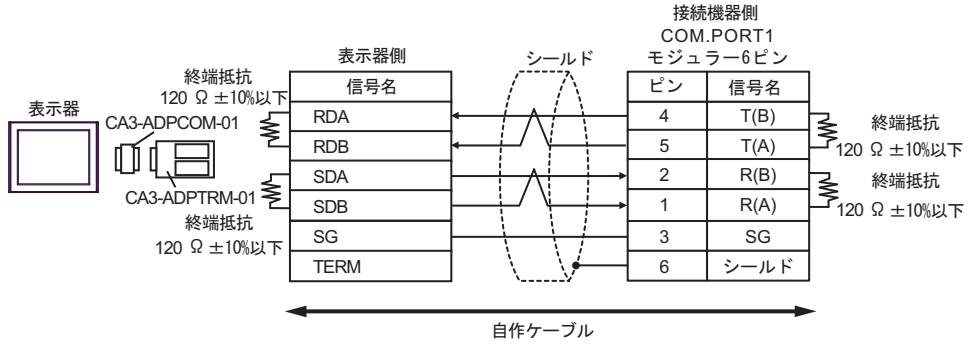 接続機器側
COM.PORT1
モジュラー6ピン
表示器側
シールド
終端抵抗
120 Ω ±10%以下
表示器
CA3-ADPCOM-01
CA3-ADPTRM-01
終端抵抗
120 Ω ±10%以下
信号名
RDA
RDB
SDA
SDB
SG
TERM
ピン 信号名
4 T(B)
5 T(A)
2 R(B)
1 R(A)
3 SG
6 シールド
終端抵抗
120 Ω ±10%以下
終端抵抗
120 Ω ±10%以下
自作ケーブル